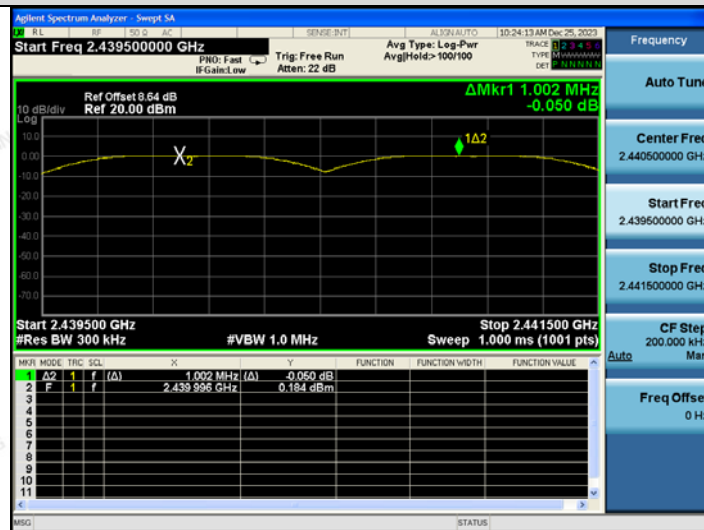 Agilent Spectrum Analyzer - Swept SA
RL RF 50 Ω AC SENSE:INT ALIGNAUTO 10:24:13 AM Dec 25, 2023
Start Freq 2.439500000 GHz
PNO: Fast
IFGain:Low
Trig: Free Run
Atten: 22 dB
Avg Type: Log-Pwr
Avg|Hold:> 100/100
TRACE 1 2 3 4 5 6
TYPE M
DET P N N N N N
Ref Offset 8.64 dB
Ref 20.00 dBm
10 dB/div
Log
ΔMkr1 1.002 MHz
-0.050 dB
10.0
0.00
-10.0
-20.0
-30.0
-40.0
-50.0
-60.0
-70.0
X2
1Δ2
Start 2.439500 GHz Stop 2.441500 GHz
#Res BW 300 kHz #VBW 1.0 MHz Sweep 1.000 ms (1001 pts)
MKR MODE TRC SCL X Y FUNCTION FUNCTION WIDTH FUNCTION VALUE
1 Δ2 1 f (Δ) 1.002 MHz (Δ) -0.050 dB
2 F 1 f 2.439 996 GHz 0.184 dBm
3
4
5
6
7
8
9
10
11
MSG STATUS
Frequency
Auto Tune
Center Freq
2.440500000 GHz
Start Freq
2.439500000 GHz
Stop Freq
2.441500000 GHz
CF Step
200.000 kHz
Auto Man
Freq Offset
0 Hz